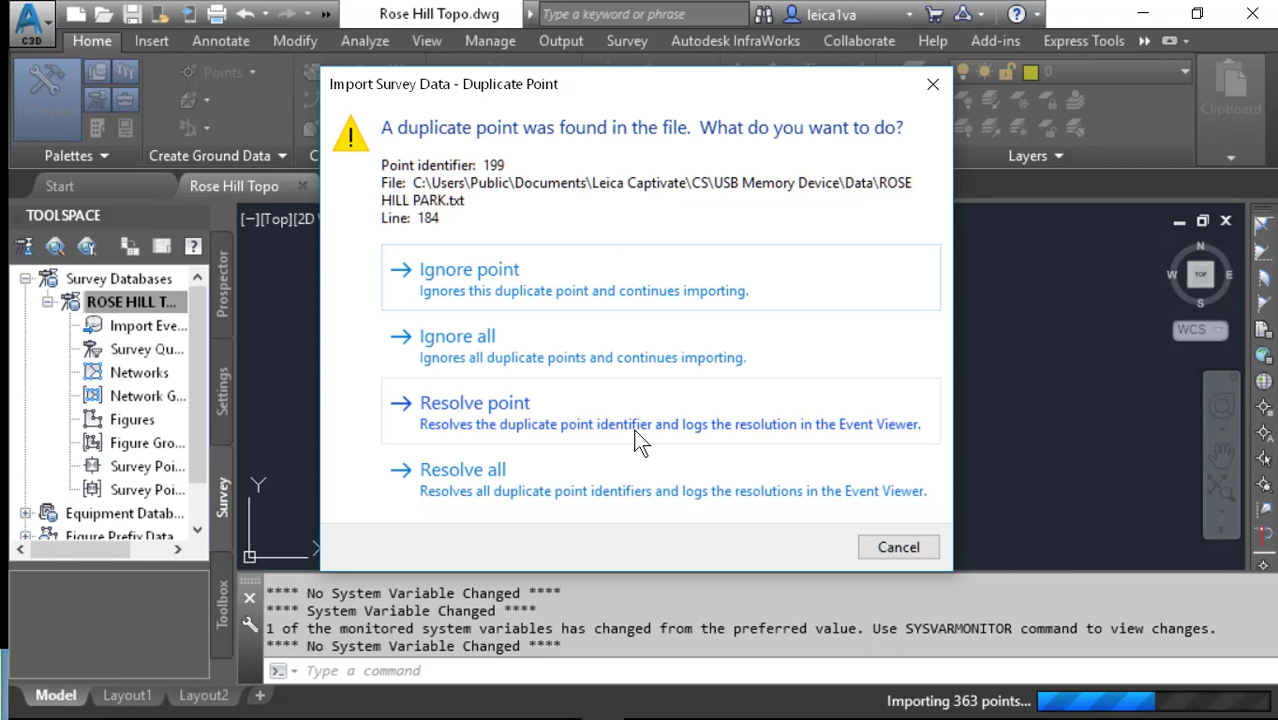 C3D
Rose Hill Topo.dwg
Type a keyword or phrase
leica1va
?
Home
Insert
Annotate
Modify
Analyze
View
Manage
Output
Survey
Autodesk InfraWorks
Collaborate
Help
Add-ins
Express Tools
Toolspace
Points
0
Clipboard
Palettes
Create Ground Data
C
Layers
Start
Rose Hill Topo
Import Survey Data - Duplicate Point
A duplicate point was found in the file. What do you want to do?
Point identifier: 199
File: C:\Users\Public\Documents\Leica Captivate\CS\USB Memory Device\Data\ROSE
HILL PARK.txt
Line: 184
Ignore point
Ignores this duplicate point and continues importing.
Ignore all
Ignores all duplicate points and continues importing.
Resolve point
Resolves the duplicate point identifier and logs the resolution in the Event Viewer.
Resolve all
Resolves all duplicate point identifiers and logs the resolutions in the Event Viewer.
Cancel
TOOLSPACE
?
Survey Databases
ROSE HILL T...
Import Eve...
Survey Qu...
Networks
Network G...
Figures
Figure Gro...
Survey Poi...
Survey Poi...
Equipment Datab...
Figure Prefix Data
Prospector
Settings
Survey
Toolbox
[−][Top][2D
Y
X
N
W
TOP
E
S
WCS
**** No System Variable Changed ****
**** System Variable Changed ****
1 of the monitored system variables has changed from the preferred value. Use SYSVARMONITOR command to view changes.
**** No System Variable Changed ****
Type a command
Model
Layout1
Layout2
+
Importing 363 points...